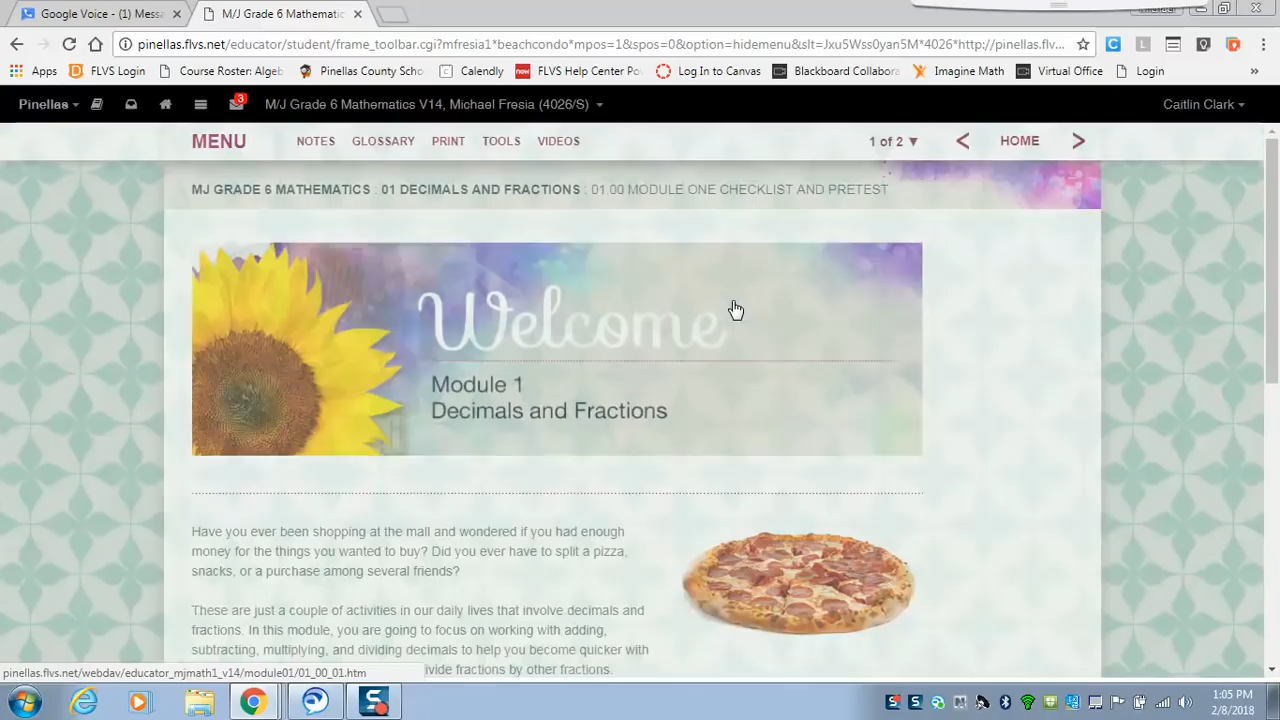 Google Voice - (1) Mess
M/J Grade 6 Mathematic
pinellas.flvs.net/educator/student/frame_toolbar.cgi?mfresia1*beachcondo*mpos=1&spos=0&option=hidemenu&slt=Jxu5Wss0yanEM*4026*http://pinellas.flv...
Apps FLVS Login Course Roster: Algeb Pinellas County Scho Calendly FLVS Help Center Po Log In to Canvas Blackboard Collabora Imagine Math Virtual Office Login »
Pinellas 3 M/J Grade 6 Mathematics V14, Michael Fresia (4026/S) Caitlin Clark
MENU NOTES GLOSSARY PRINT TOOLS VIDEOS 1 of 2 ▼ < HOME >
MJ GRADE 6 MATHEMATICS : 01 DECIMALS AND FRACTIONS : 01.00 MODULE ONE CHECKLIST AND PRETEST
Welcome
Module 1
Decimals and Fractions
Have you ever been shopping at the mall and wondered if you had enough
money for the things you wanted to buy? Did you ever have to split a pizza,
snacks, or a purchase among several friends?
These are just a couple of activities in our daily lives that involve decimals and
fractions. In this module, you are going to focus on working with adding,
subtracting, multiplying, and dividing decimals to help you become quicker with
vide fractions by other fractions.
pinellas.flvs.net/webdav/educator_mjmath1_v14/module01/01_00_01.htm
1:05 PM
2/8/2018